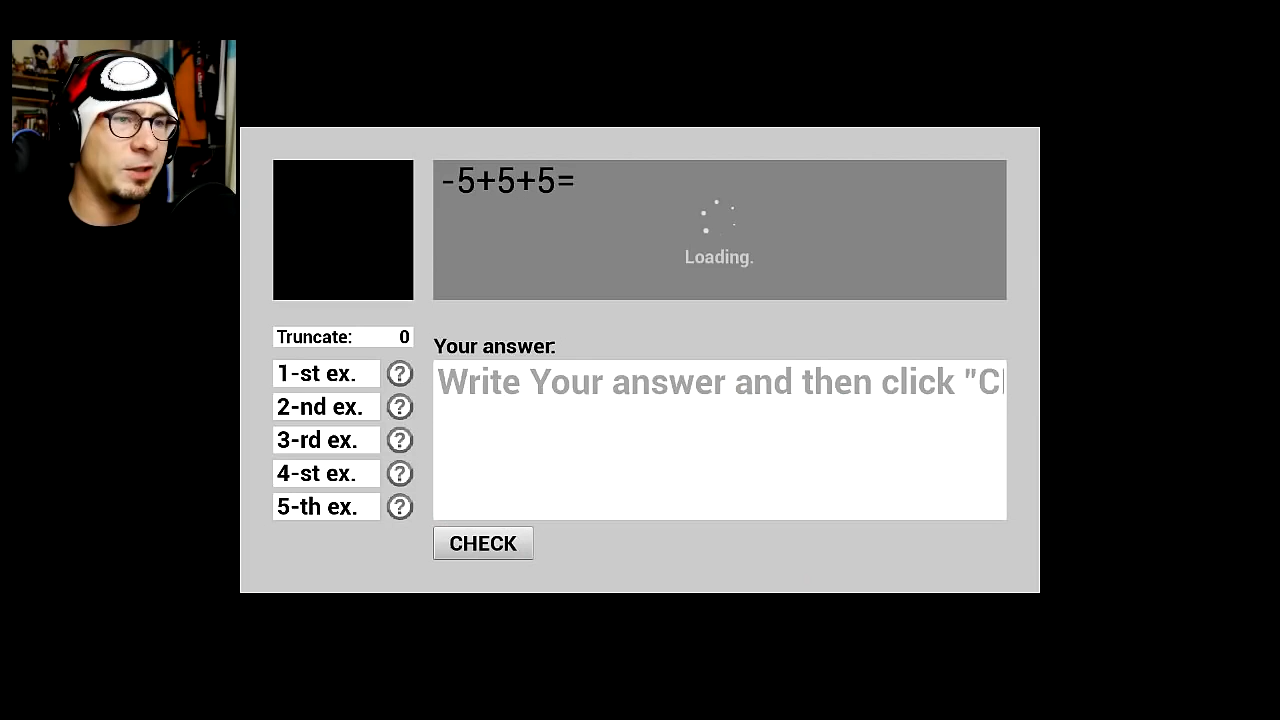 -5+5+5=
Loading.
Truncate: 0
Your answer:
1-st ex. ?
Write Your answer and then click "C
2-nd ex. ?
3-rd ex. ?
4-st ex. ?
5-th ex. ?
CHECK